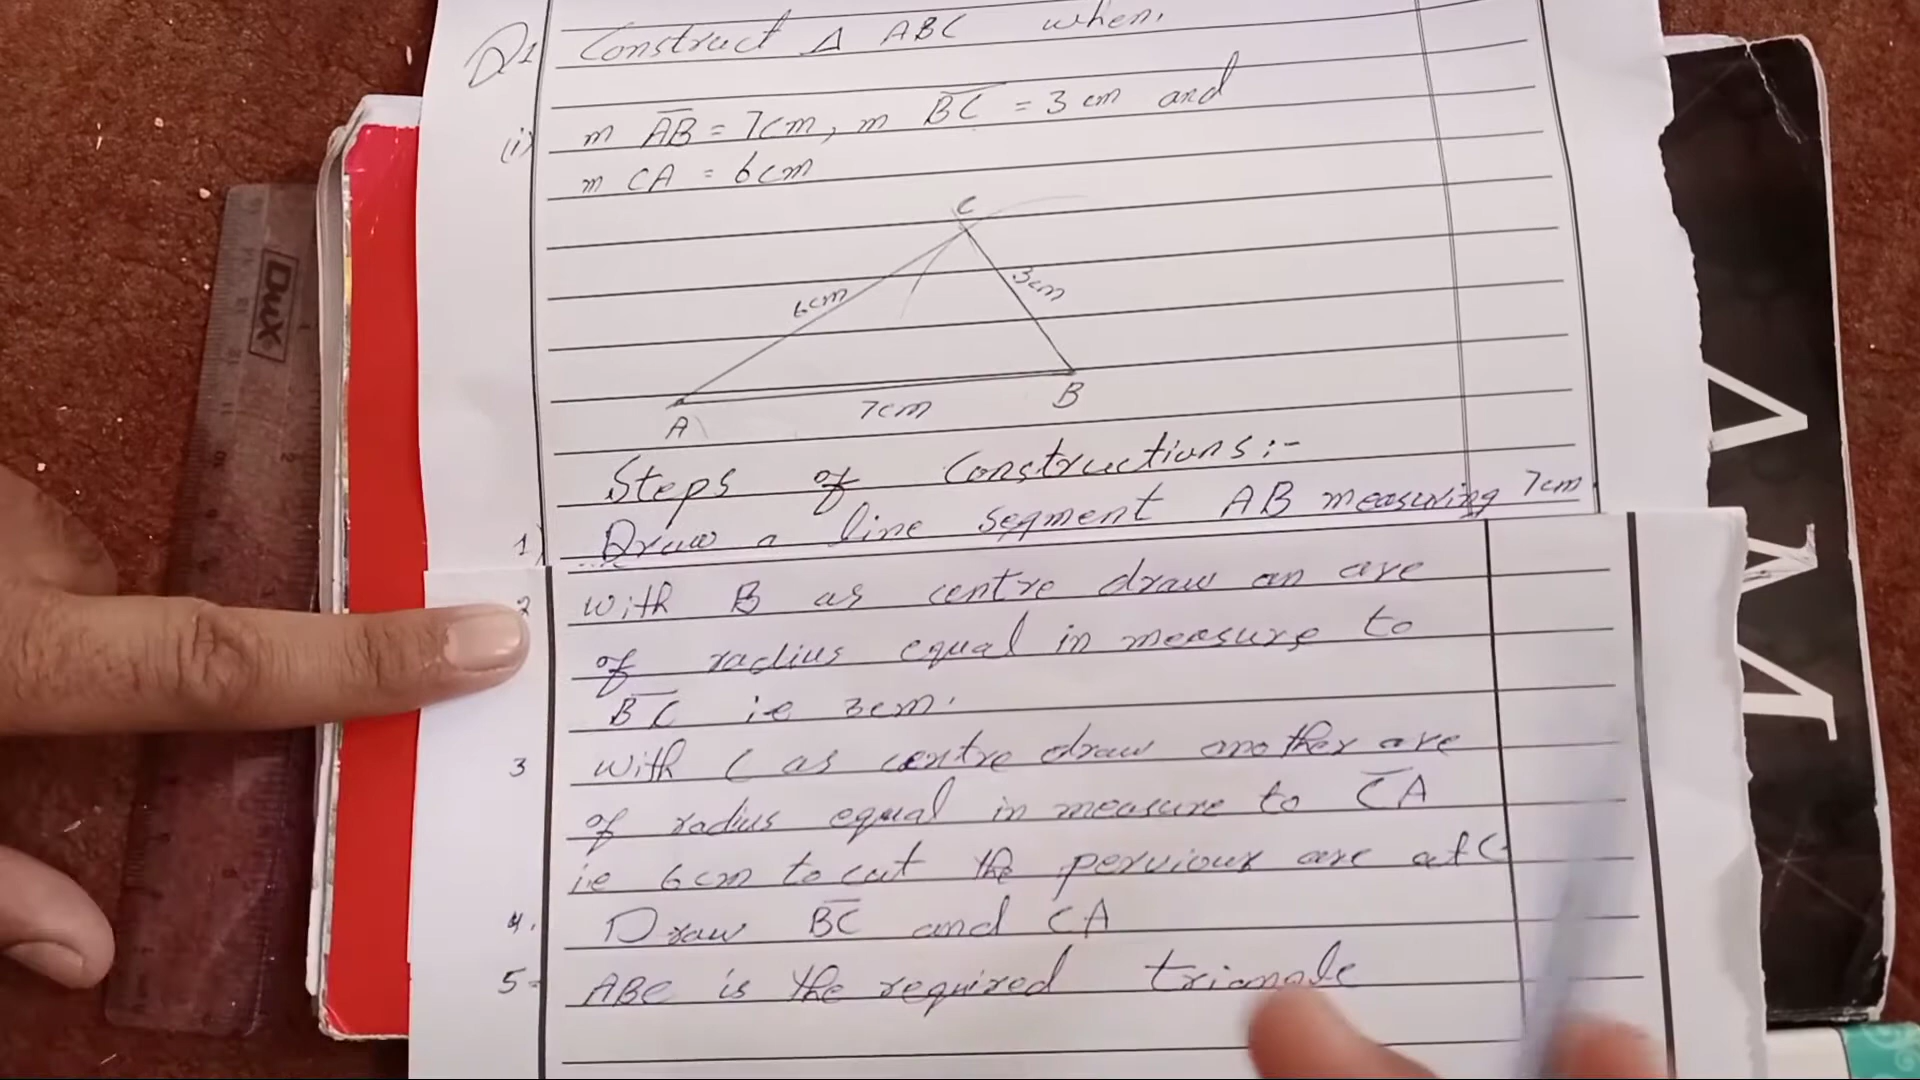 Q1 Construct △ ABC when,
(i) m AB = 7cm, m BC = 3 cm and
m CA = 6cm
C
6cm
3cm
A
7cm
B
Steps of Constructions:-
1) Draw a line segment AB measuring 7cm
2 with B as centre draw an arc
of radius equal in measure to
BC ie 3cm.
3 with C as centre draw another arc
of radius equal in measure to CA
i.e 6cm to cut the pervious arc at C
4. Draw BC and CA
5- ABC is the required triangle
Dux